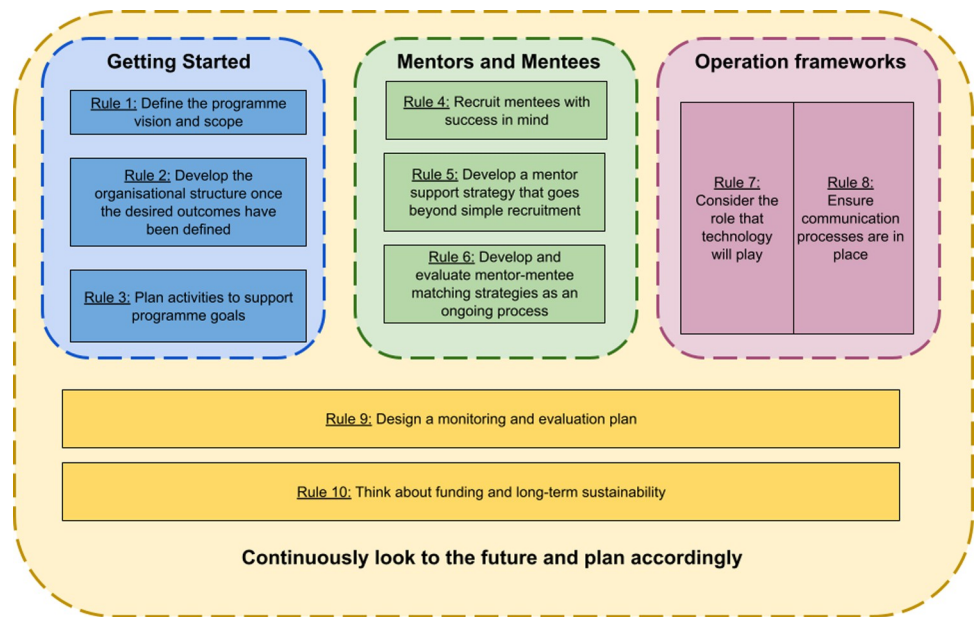 Getting Started
Rule 1: Define the programme
vision and scope
Rule 2: Develop the
organisational structure once
the desired outcomes have
been defined
Rule 3: Plan activities to support
programme goals
Mentors and Mentees
Rule 4: Recruit mentees with
success in mind
Rule 5: Develop a mentor
support strategy that goes
beyond simple recruitment
Rule 6: Develop and
evaluate mentor-mentee
matching strategies as an
ongoing process
Operation frameworks
Rule 7:
Consider the
role that
technology
will play
Rule 8:
Ensure
communication
processes are in
place
Rule 9: Design a monitoring and evaluation plan
Rule 10: Think about funding and long-term sustainability
Continuously look to the future and plan accordingly